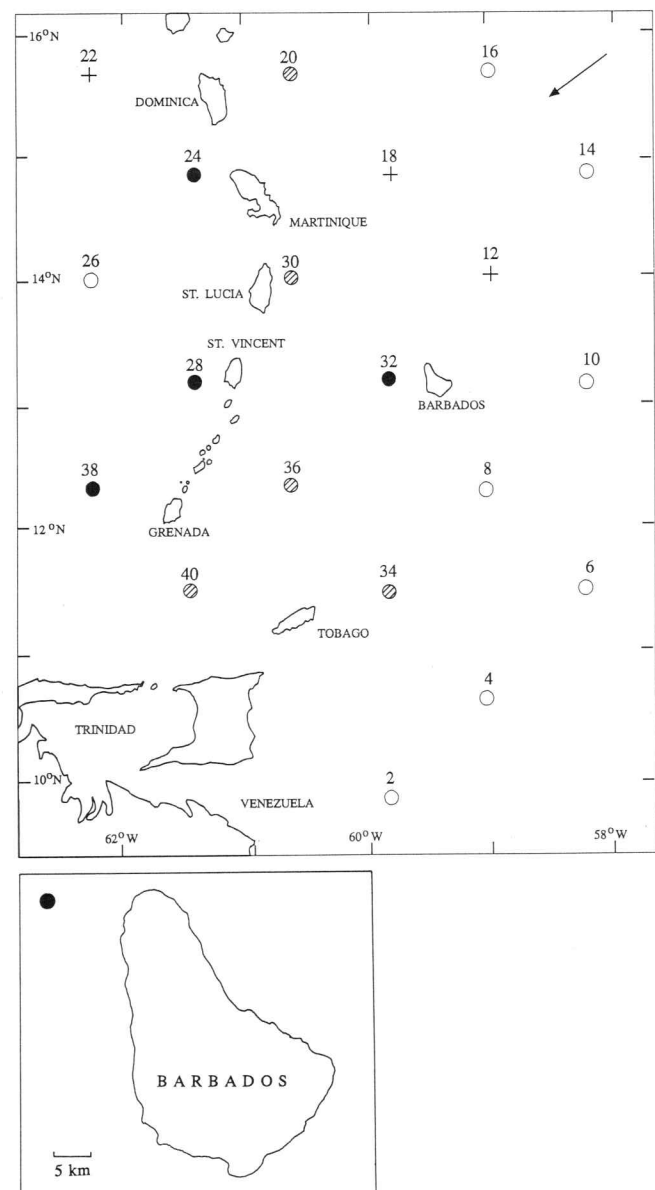 16°N
22
20
16
DOMINICA
24
18
14
MARTINIQUE
26
30
12
14°N
ST. LUCIA
ST. VINCENT
28
32
10
BARBADOS
38
36
8
12°N
GRENADA
40
34
6
TOBAGO
4
TRINIDAD
10°N
2
VENEZUELA
62°W
60°W
58°W
BARBADOS
5 km